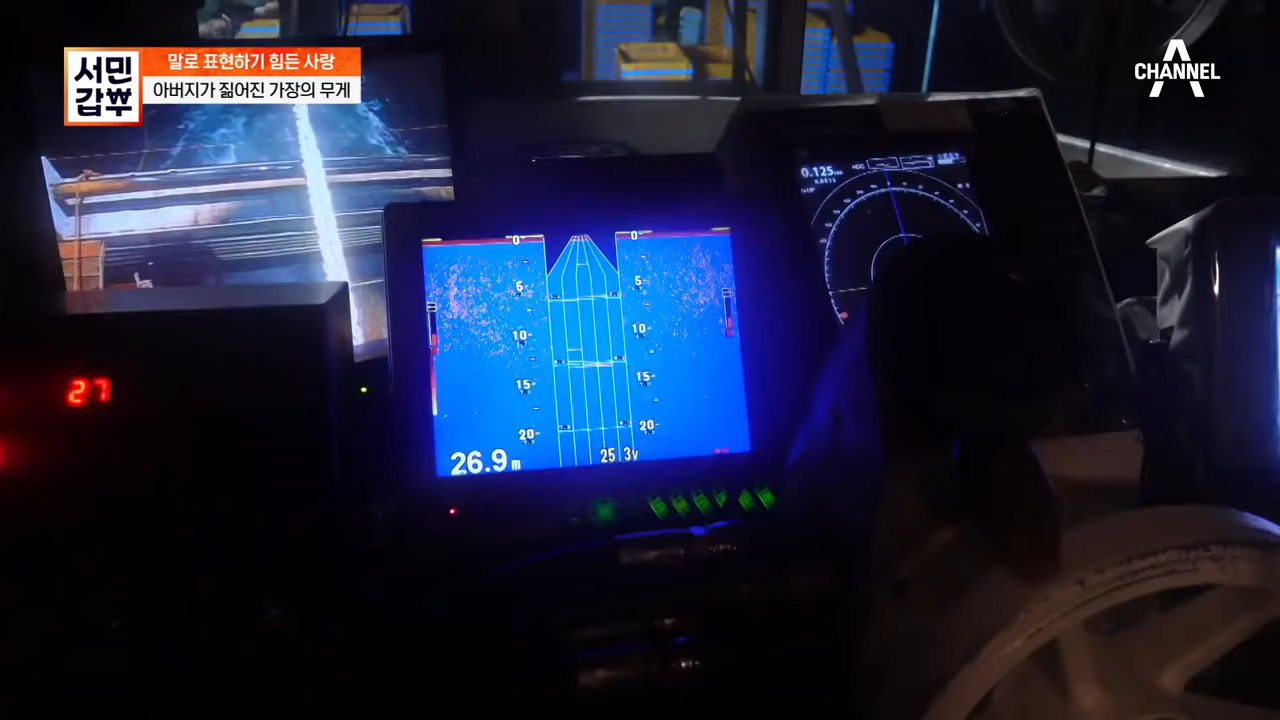 서민
갑부
말로 표현하기 힘든 사랑
아버지가 짊어진 가장의 무게
CHANNEL A
0.125
27
0 0
5 5
10 10
15 15
20 20
26.9 m
25.3v